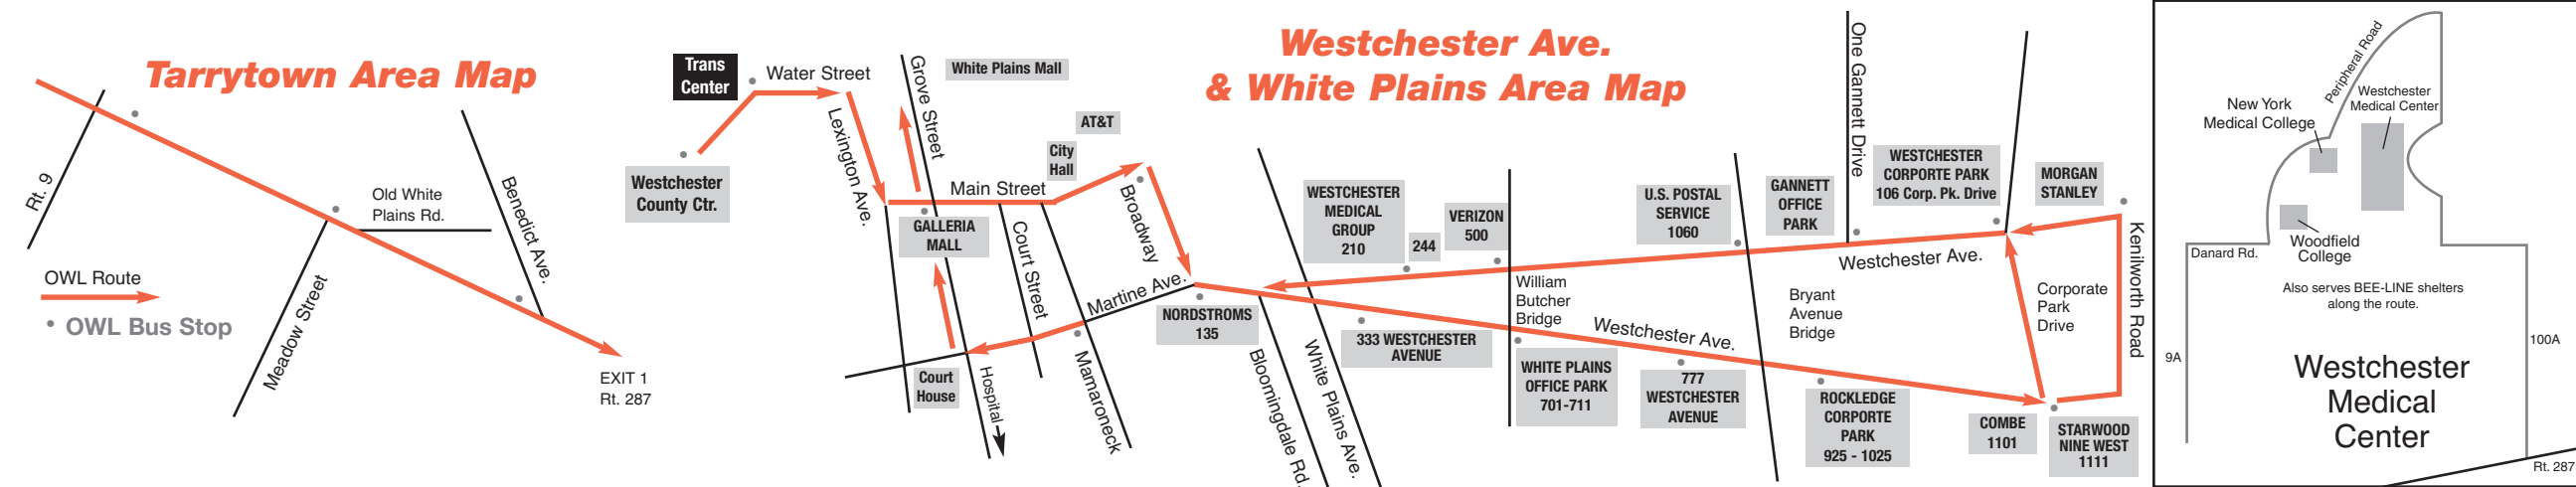 Tarrytown Area Map
Rt. 9
Old White
Plains Rd.
Benedict Ave.
Meadow Street
OWL Route
OWL Bus Stop
EXIT 1
Rt. 287
Westchester Ave.
& White Plains Area Map
Trans
Center
Water Street
Westchester
County Ctr.
Lexington Ave.
Grove Street
White Plains Mall
AT&T
City
Hall
Main Street
GALLERIA
MALL
Court Street
Broadway
Martine Ave.
Court
House
Hospital
Mamaroneck
NORDSTROMS
135
WESTCHESTER
MEDICAL
GROUP
210
244
VERIZON
500
333 WESTCHESTER
AVENUE
Bloomingdale Rd.
White Plains Ave.
William
Butcher
Bridge
WHITE PLAINS
OFFICE PARK
701-711
Westchester Ave.
U.S. POSTAL
SERVICE
1060
777
WESTCHESTER
AVENUE
Bryant
Avenue
Bridge
GANNETT
OFFICE
PARK
One Gannett Drive
WESTCHESTER
CORPORTE PARK
106 Corp. Pk. Drive
Westchester Ave.
ROCKLEDGE
CORPORTE
PARK
925 - 1025
MORGAN
STANLEY
Corporate
Park
Drive
Kenilworth Road
COMBE
1101
STARWOOD
NINE WEST
1111
Peripheral Road
New York
Medical College
Westchester
Medical Center
Woodfield
College
Danard Rd.
Also serves BEE-LINE shelters
along the route.
9A
100A
Westchester
Medical
Center
Rt. 287